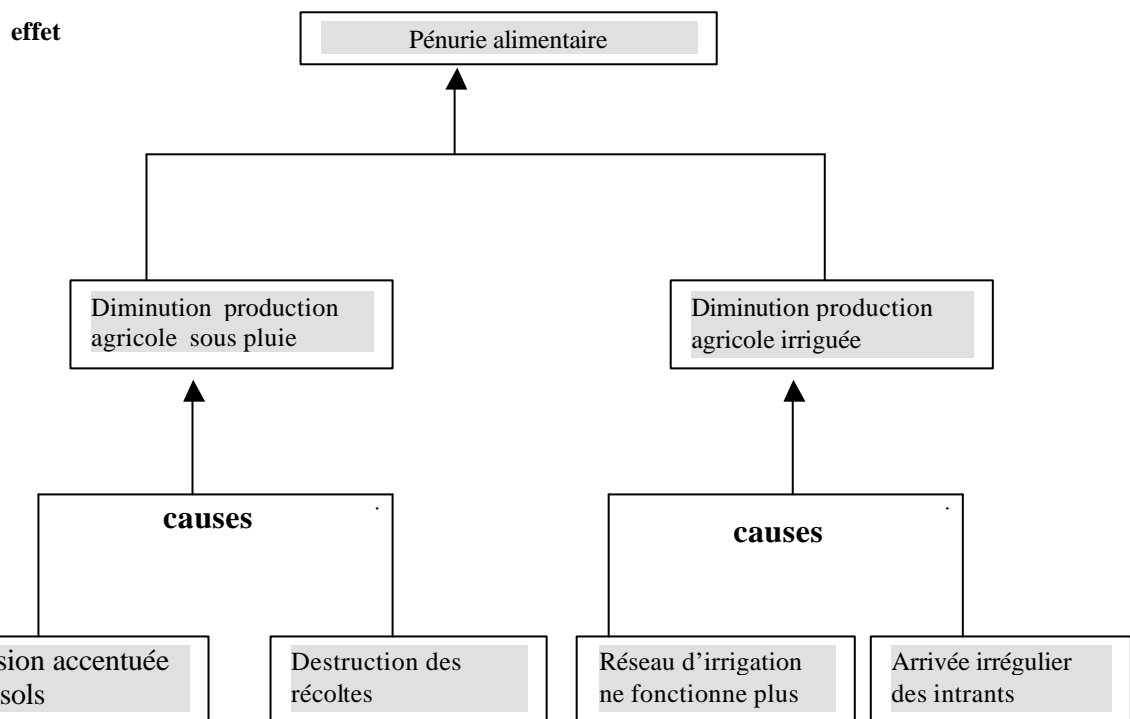 effet
Pénurie alimentaire
Diminution production
agricole sous pluie
Diminution production
agricole irriguée
causes
causes
accentuée
sols
Destruction des
récoltes
Réseau d’irrigation
ne fonctionne plus
Arrivée irrégulier
des intrants